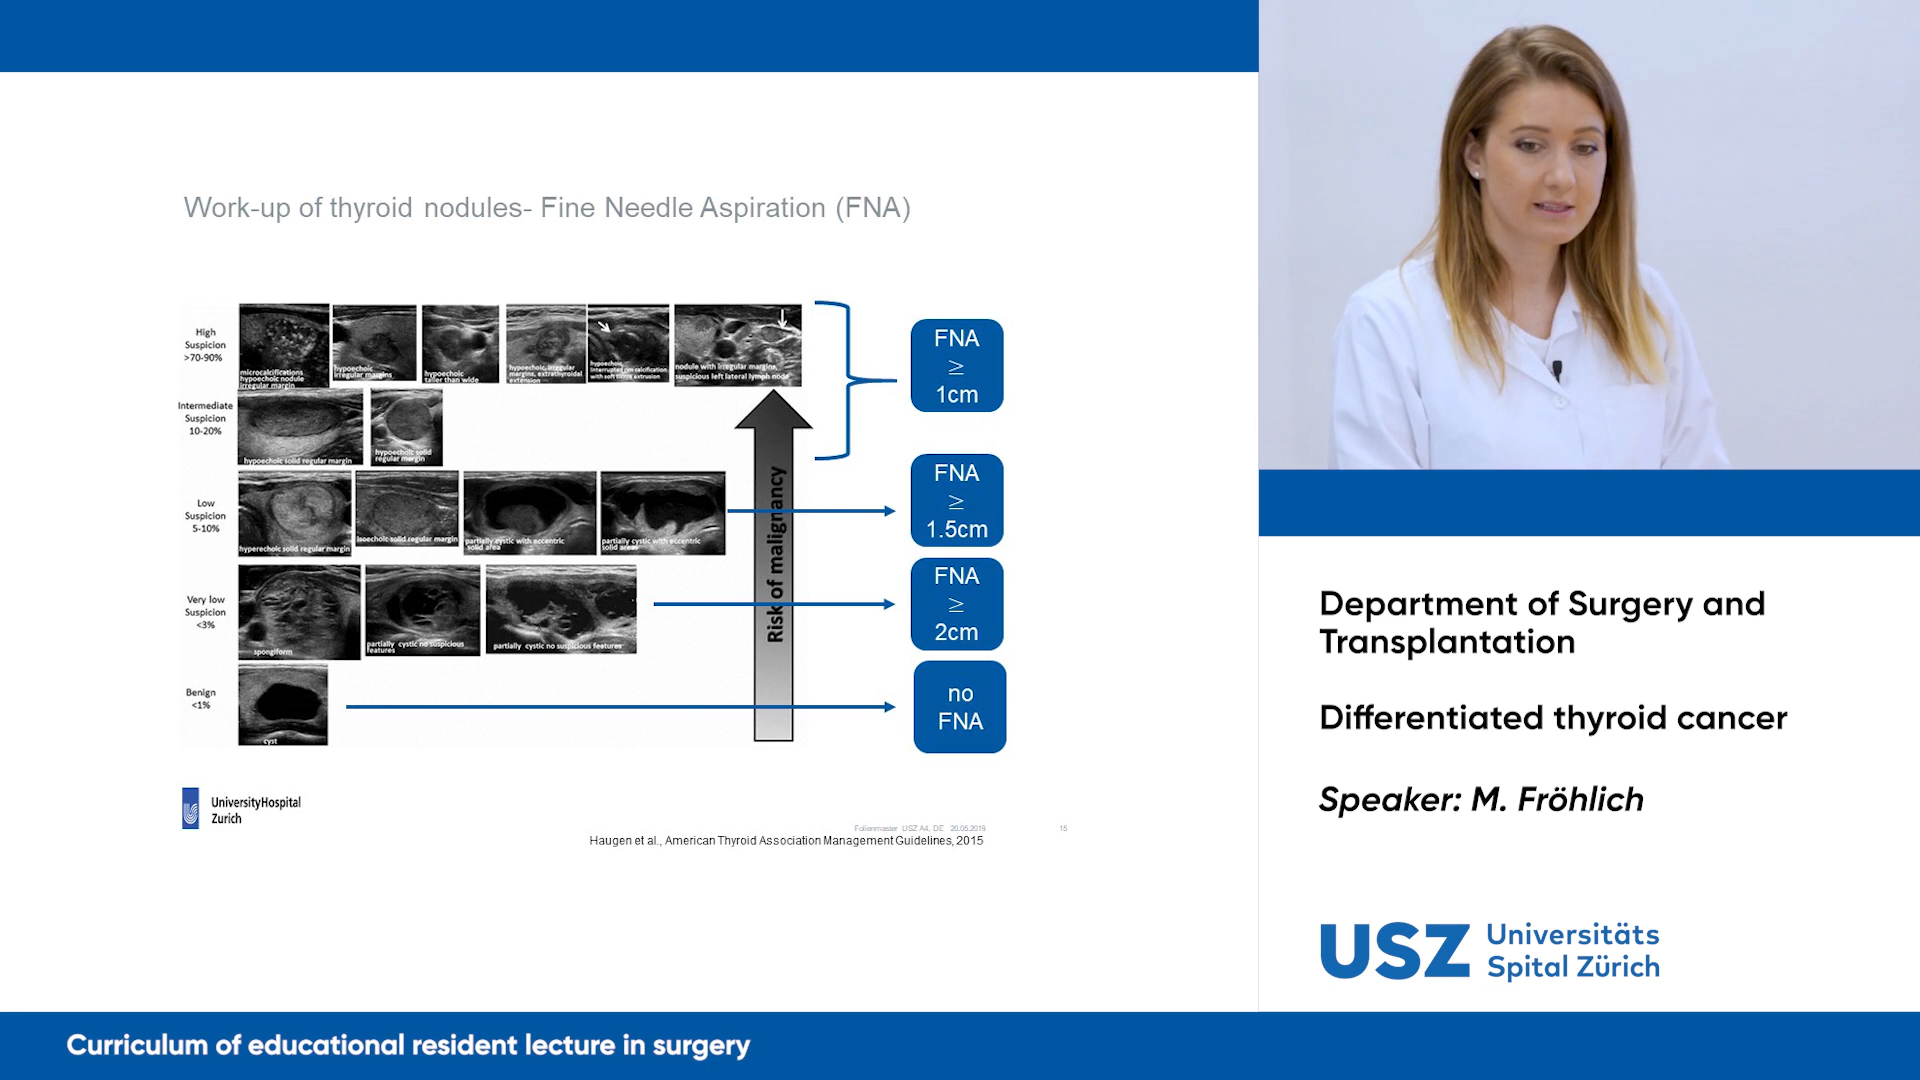 Work-up of thyroid nodules- Fine Needle Aspiration (FNA)
High
Suspicion
>70-90%
microcalcifications
hypoechoic nodule
irregular margin
hypoechoic
irregular margins
hypoechoic
taller than wide
hypoechoic, irregular
margins, extrathyroidal
extension
hypoechoic
interrupted rim calcification
with soft tissue extrusion
nodule with irregular margins,
suspicious left lateral lymph node
FNA
≥
1cm
Intermediate
Suspicion
10-20%
hypoechoic solid regular margin
hypoechoic solid
regular margin
Low
Suspicion
5-10%
hyperechoic solid regular margin
isoechoic solid regular margin
partially cystic with eccentric
solid area
partially cystic with eccentric
solid areas
FNA
≥
1.5cm
Very low
Suspicion
<3%
spongiform
partially cystic no suspicious
features
partially cystic no suspicious features
FNA
≥
2cm
Benign
<1%
cyst
no
FNA
Risk of malignancy
UniversityHospital
Zurich
Folienmaster USZ A4, DE 20.05.2019 15
Haugen et al., American Thyroid Association Management Guidelines, 2015
Department of Surgery and
Transplantation
Differentiated thyroid cancer
Speaker: M. Fröhlich
USZ Universitäts
Spital Zürich
Curriculum of educational resident lecture in surgery